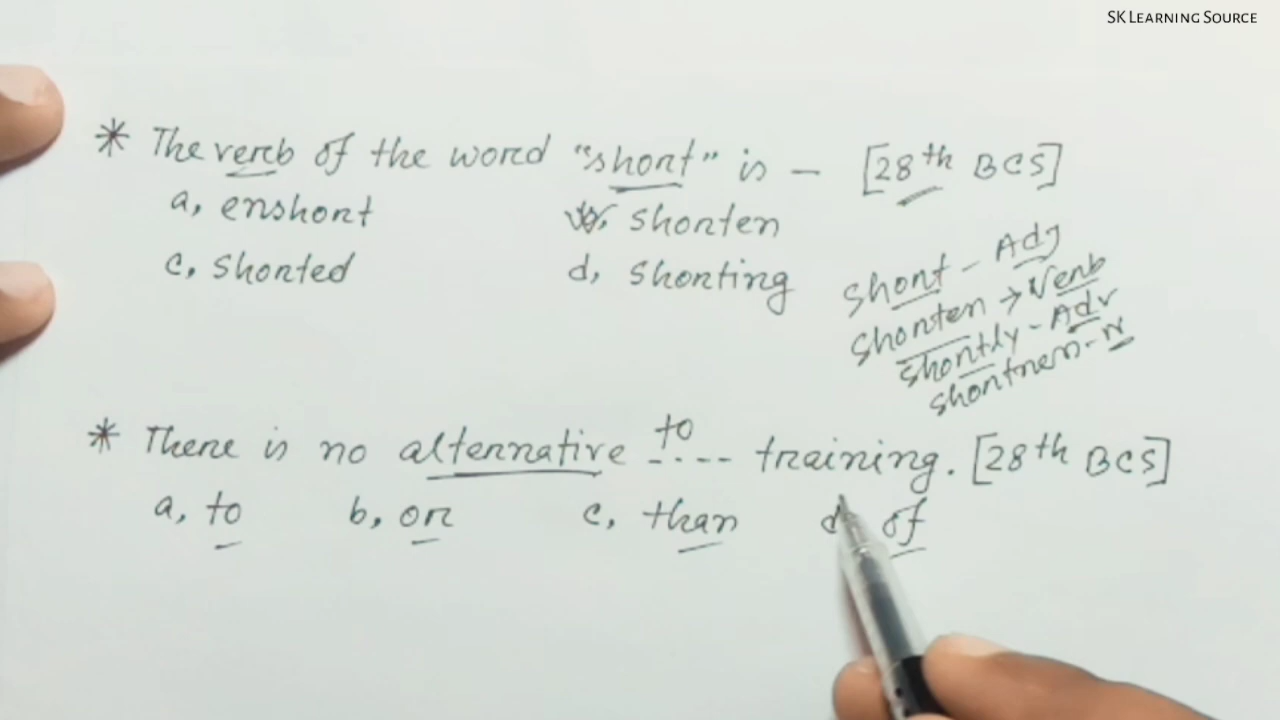 SK LEARNING SOURCE
* The verb of the word "short" is – [28th BCS]
a, enshort b, shorten
c, shorted d, shorting
short – Adj
shorten → Verb
shortly – Adv
shortness – n
* There is no alternative to .... training. [28th BCS]
a, to b, or c, than d, of